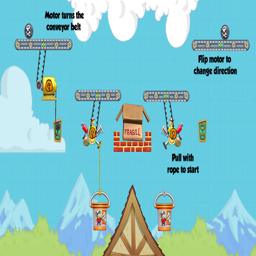 Motor turns the
conveyor belt
Flip motor to
change direction
FRAGILE
Pull with
rope to start